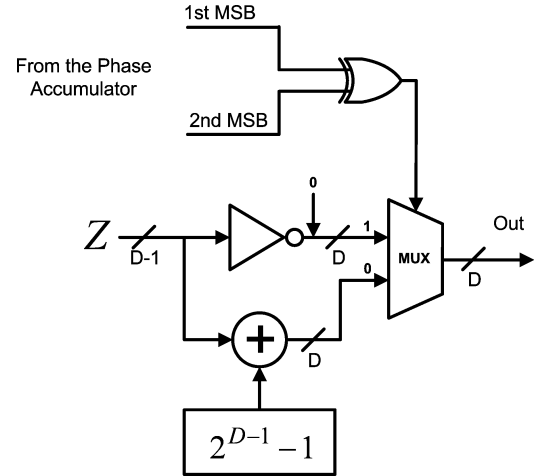 1st MSB
From the Phase
Accumulator
2nd MSB
0
Z
D-1
D
1
0
MUX
Out
D
+
D
2^{D-1} - 1